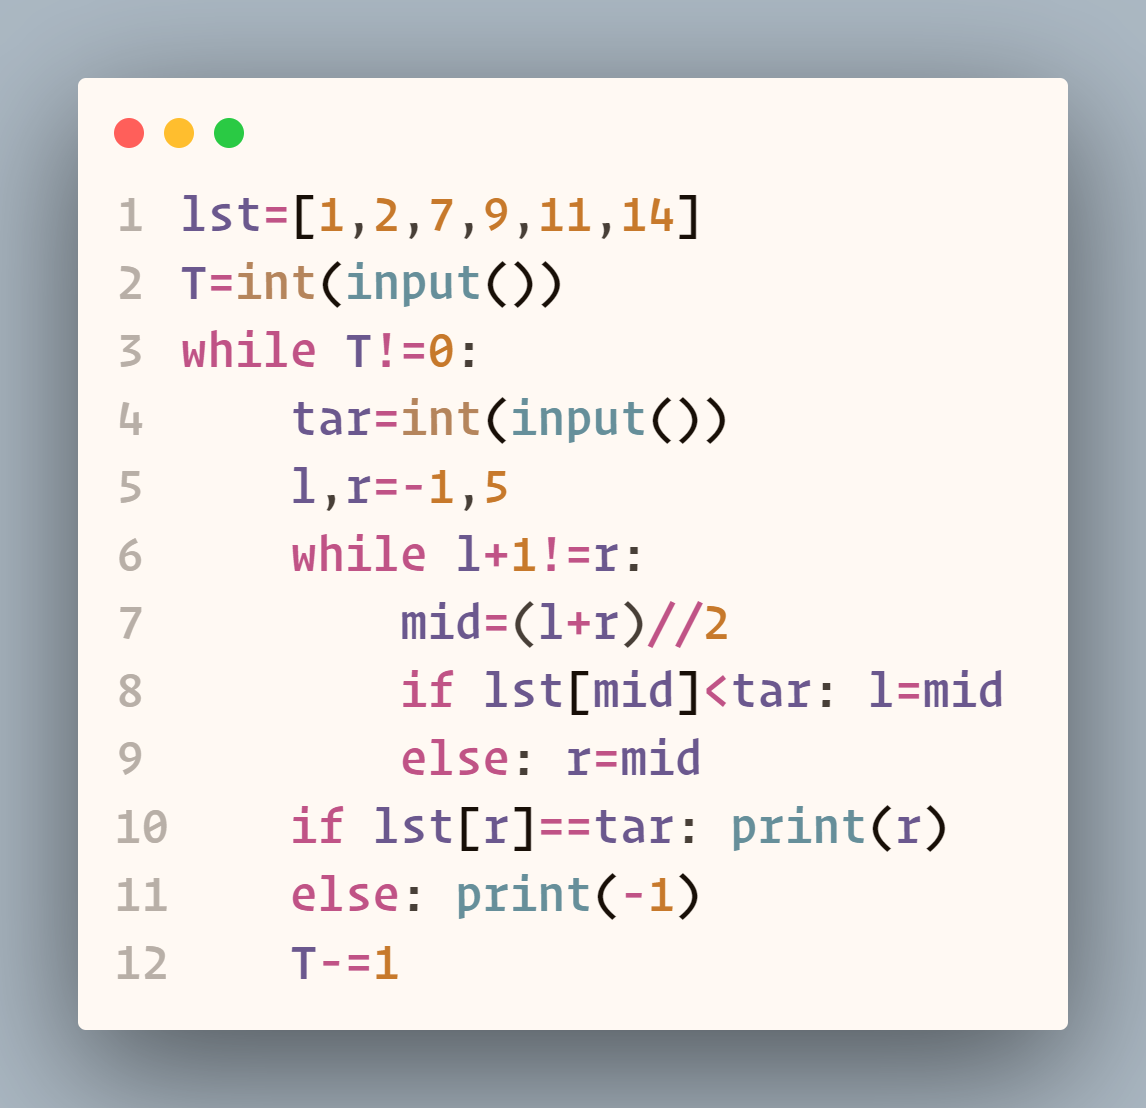 1 lst=[1,2,7,9,11,14]
2 T=int(input())
3 while T!=0:
4     tar=int(input())
5     l,r=-1,5
6     while l+1!=r:
7         mid=(l+r)//2
8         if lst[mid]<tar: l=mid
9         else: r=mid
10     if lst[r]==tar: print(r)
11     else: print(-1)
12     T-=1